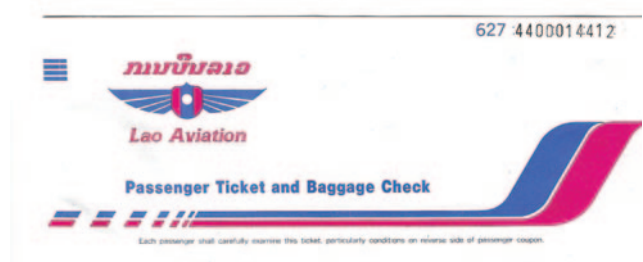 627 4400014412
ການບິນລາວ
Lao Aviation
Passenger Ticket and Baggage Check
Each passenger shall carefully examine this ticket, particularly conditions on reverse side of passenger coupon.